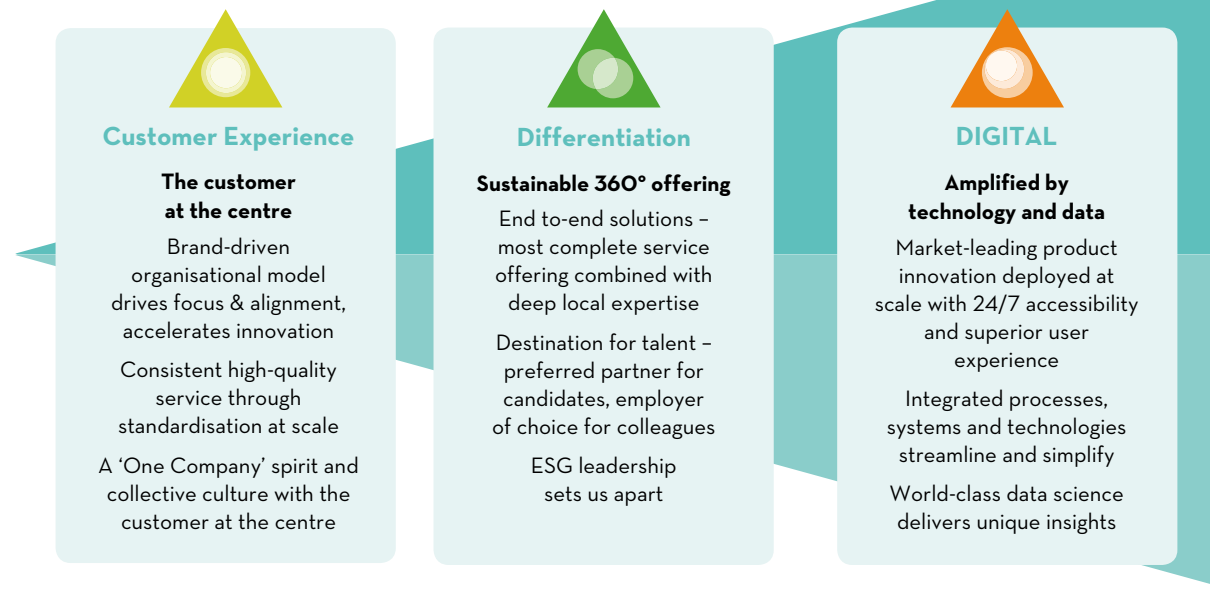 Customer Experience
The customer
at the centre
Brand-driven
organisational model
drives focus & alignment,
accelerates innovation
Consistent high-quality
service through
standardisation at scale
A ‘One Company’ spirit and
collective culture with the
customer at the centre
Differentiation
Sustainable 360° offering
End to-end solutions –
most complete service
offering combined with
deep local expertise
Destination for talent –
preferred partner for
candidates, employer
of choice for colleagues
ESG leadership
sets us apart
DIGITAL
Amplified by
technology and data
Market-leading product
innovation deployed at
scale with 24/7 accessibility
and superior user
experience
Integrated processes,
systems and technologies
streamline and simplify
World-class data science
delivers unique insights